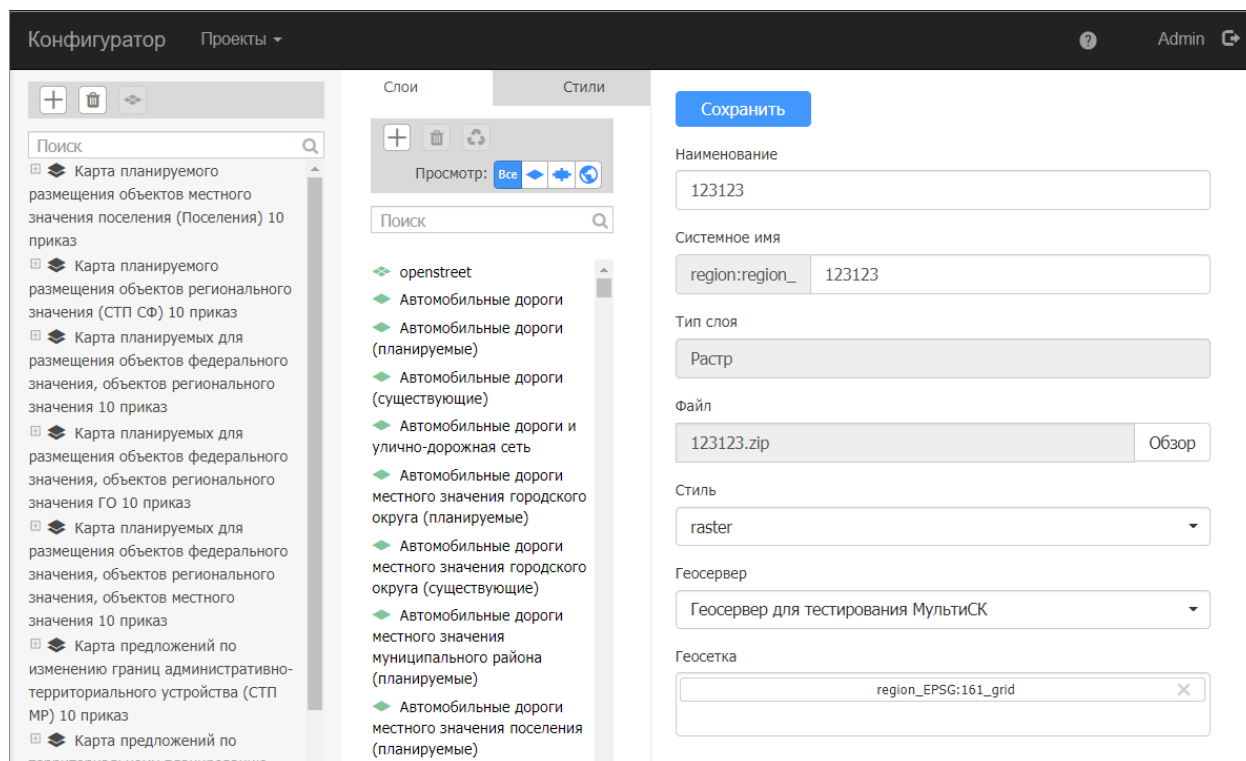 Конфигуратор Проекты Admin
Поиск
Карта планируемого
размещения объектов местного
значения поселения (Поселения) 10
приказ
Карта планируемого
размещения объектов регионального
значения (СТП СФ) 10 приказ
Карта планируемых для
размещения объектов федерального
значения, объектов регионального
значения 10 приказ
Карта планируемых для
размещения объектов федерального
значения, объектов регионального
значения ГО 10 приказ
Карта планируемых для
размещения объектов федерального
значения, объектов регионального
значения, объектов местного
значения 10 приказ
Карта предложений по
изменению границ административно-
территориального устройства (СТП
МР) 10 приказ
Карта предложений по
Слои Стили
Просмотр: Все
Поиск
openstreet
Автомобильные дороги
Автомобильные дороги
(планируемые)
Автомобильные дороги
(существующие)
Автомобильные дороги и
улично-дорожная сеть
Автомобильные дороги
местного значения городского
округа (планируемые)
Автомобильные дороги
местного значения городского
округа (существующие)
Автомобильные дороги
местного значения
муниципального района
(планируемые)
Автомобильные дороги
местного значения поселения
(планируемые)
Сохранить
Наименование
123123
Системное имя
region:region_ 123123
Тип слоя
Растр
Файл
123123.zip Обзор
Стиль
raster
Геосервер
Геосервер для тестирования МультиСК
Геосетка
region_EPSG:161_grid